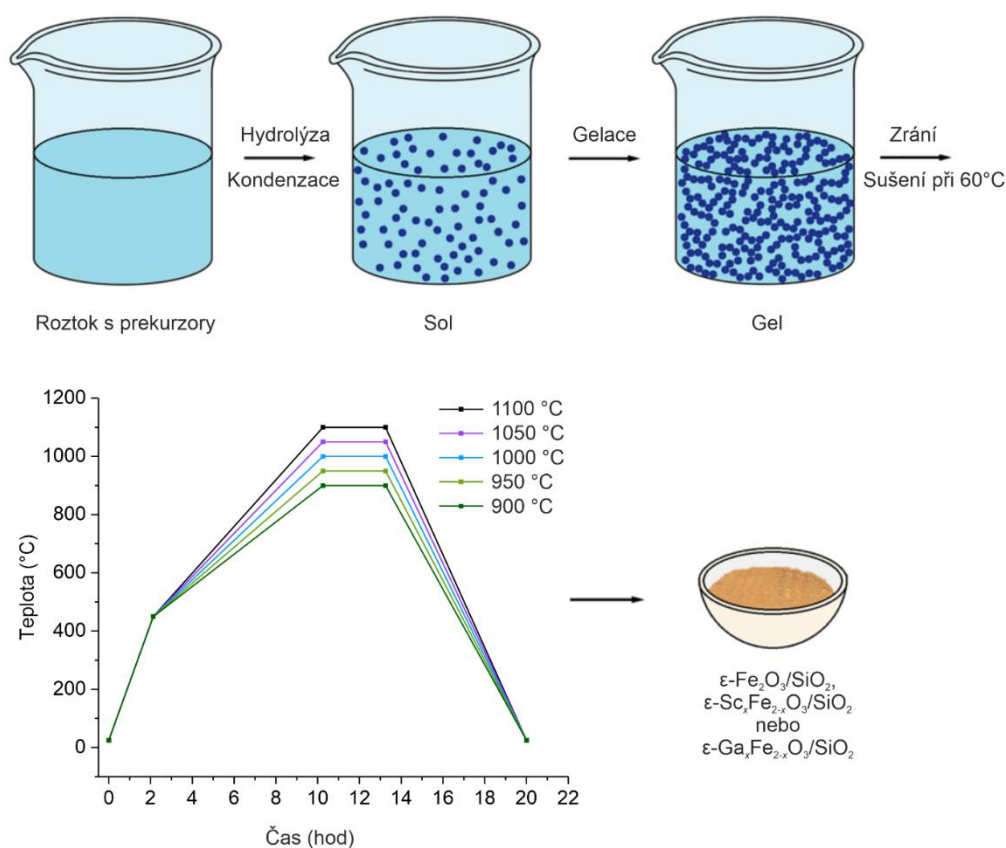 Hydrolýza
Kondenzace
Gelace
Zrání
Sušení při 60°C
Roztok s prekurzory
Sol
Gel
1200
1000
800
600
400
200
0
Teplota (°C)
1100 °C
1050 °C
1000 °C
950 °C
900 °C
0 2 4 6 8 10 12 14 16 18 20 22
Čas (hod)
ε-Fe₂O₃/SiO₂,
ε-ScₓFe₂₋ₓO₃/SiO₂
nebo
ε-GaₓFe₂₋ₓO₃/SiO₂